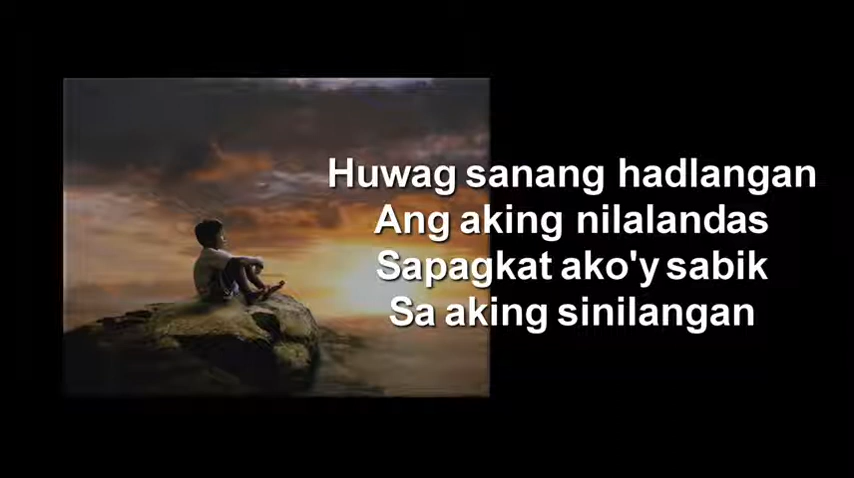 Huwag sanang hadlangan
Ang aking nilalandas
Sapagkat ako'y sabik
Sa aking sinilangan